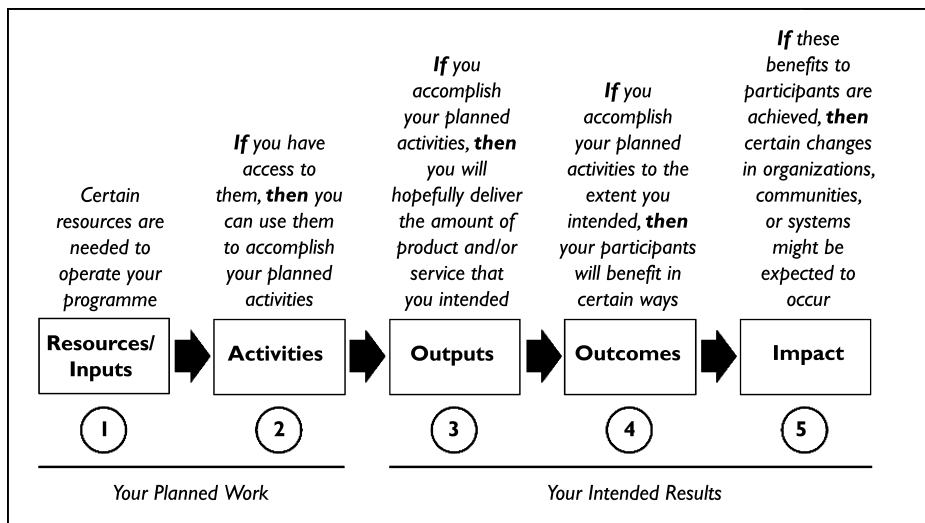 Certain
resources are
needed to
operate your
programme
If you have
access to
them, then you
can use them
to accomplish
your planned
activities
If you
accomplish
your planned
activities, then
you will
hopefully deliver
the amount of
product and/or
service that
you intended
If you
accomplish
your planned
activities to the
extent you
intended, then
your participants
will benefit in
certain ways
If these
benefits to
participants are
achieved, then
certain changes
in organizations,
communities,
or systems
might be
expected to
occur
Resources/
Inputs
Activities
Outputs
Outcomes
Impact
1
2
3
4
5
Your Planned Work
Your Intended Results